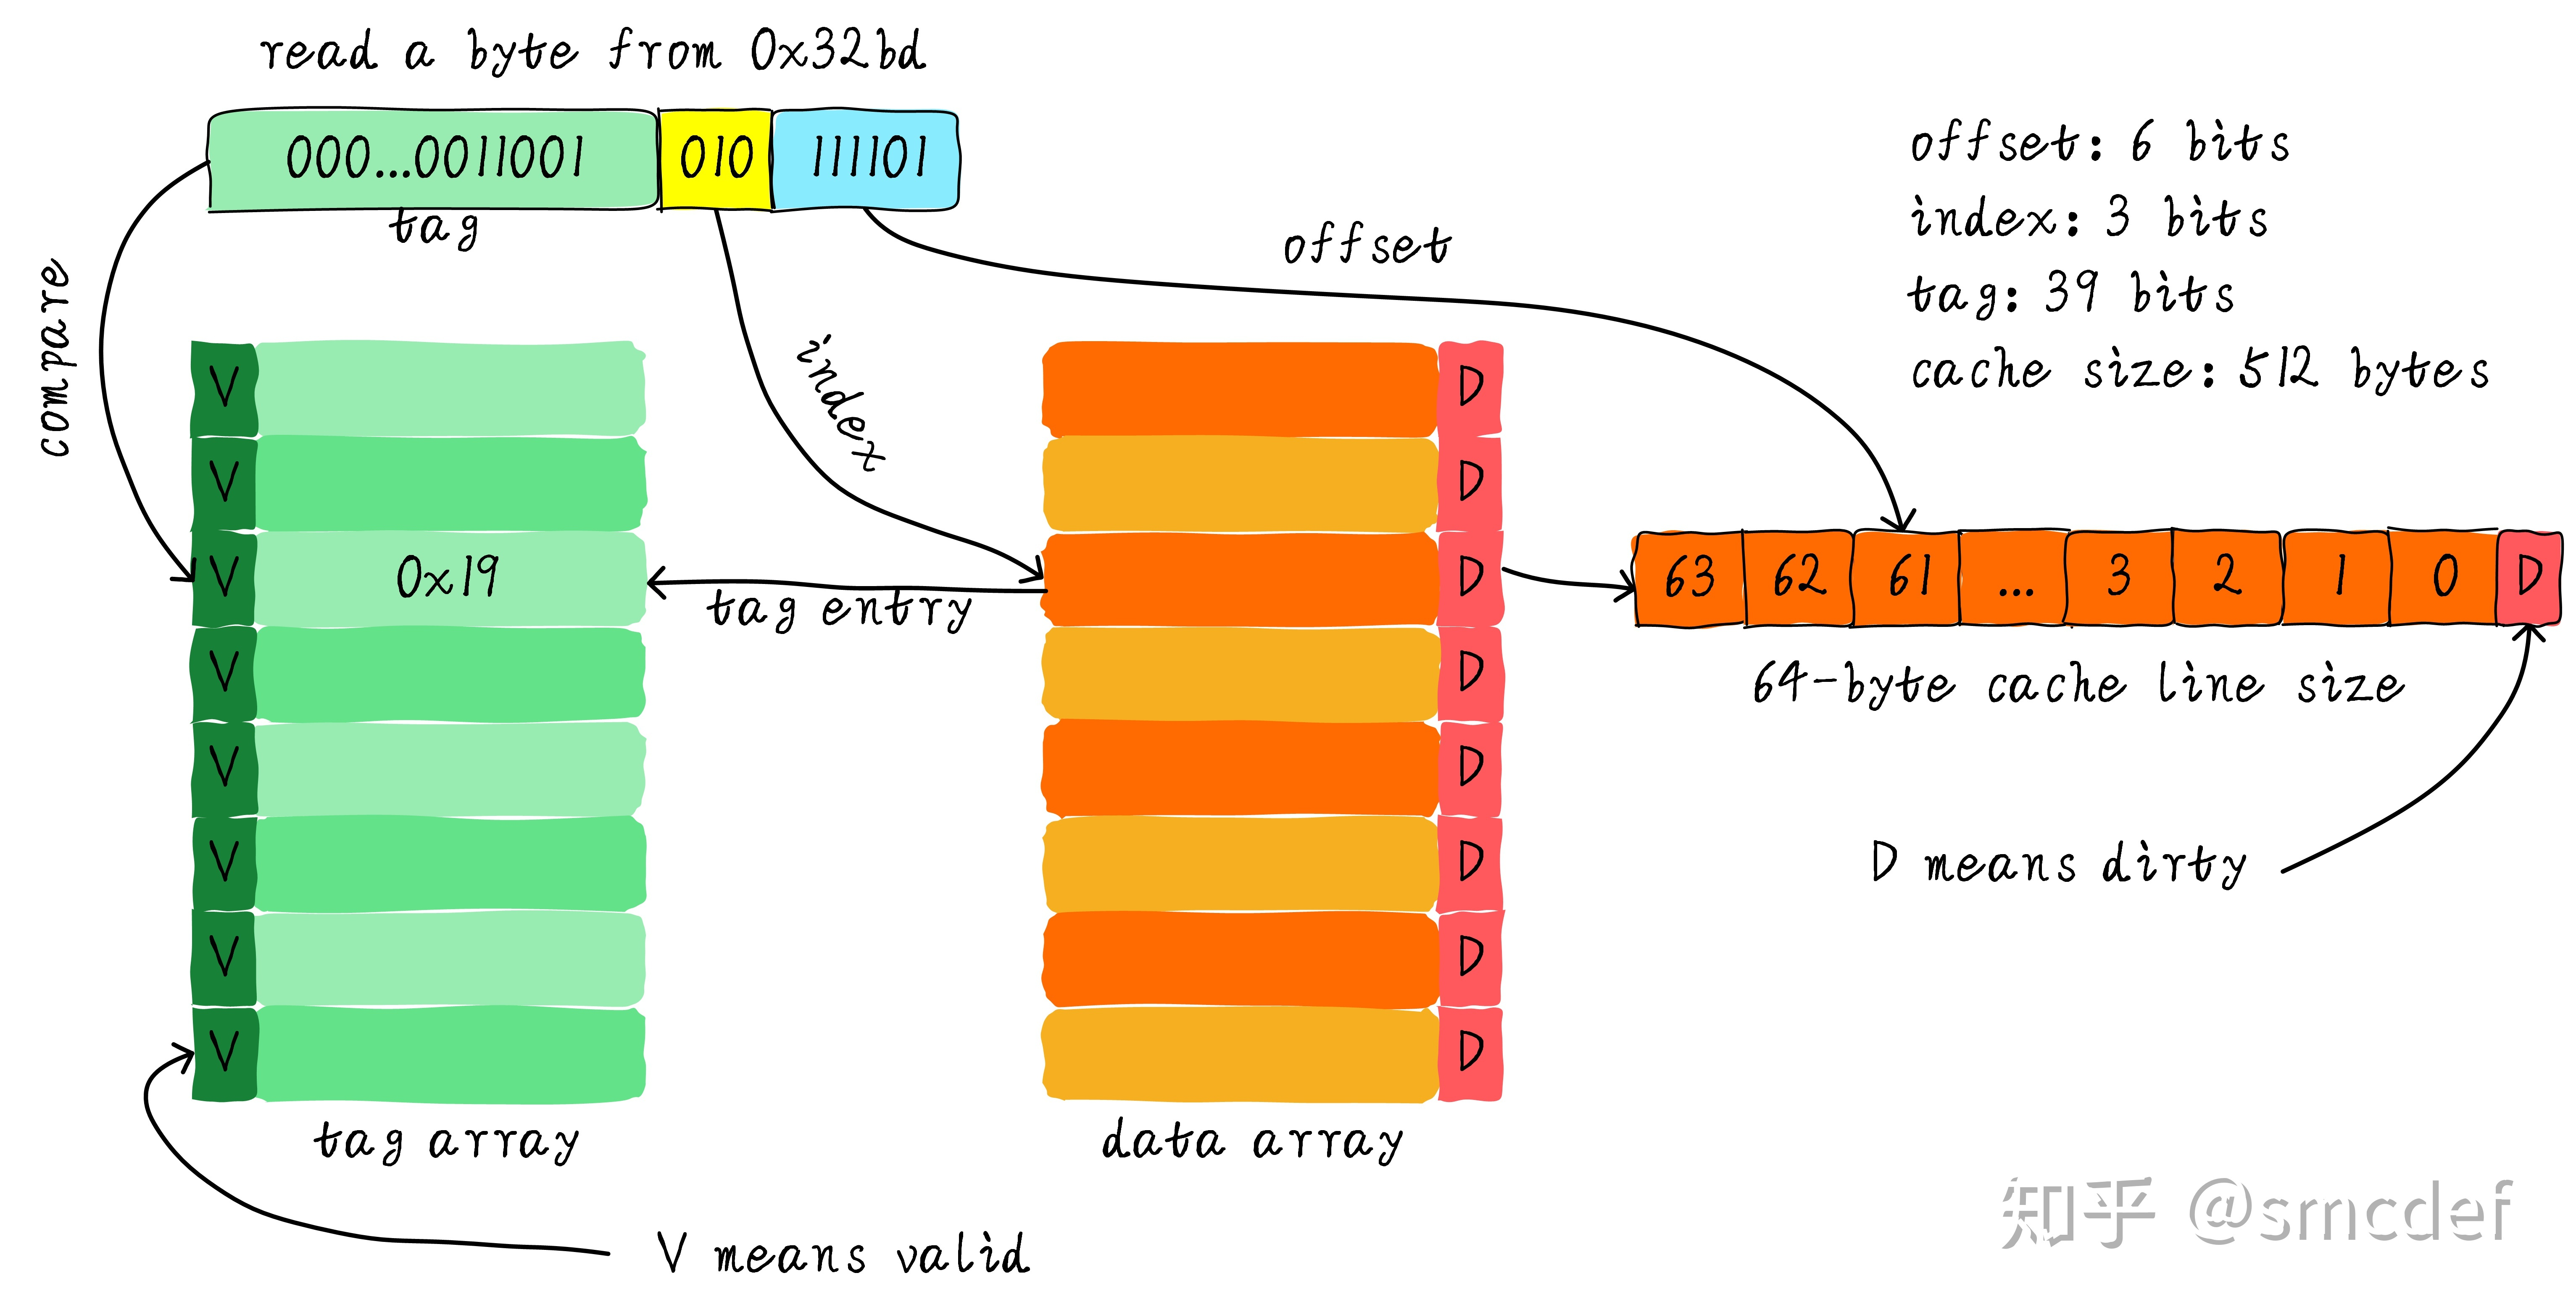 read a byte from 0x32bd
000...0011001 010 111101
tag
offset: 6 bits
index: 3 bits
tag: 39 bits
cache size: 512 bytes
offset
compare
index
V
D
V
D
V 0x19
tag entry
D
63 62 61 ... 3 2 1 0 D
64-byte cache line size
V
D
V
D
V
D
V
D
V
D
D means dirty
tag array
data array
V means valid
知乎 @smcdef